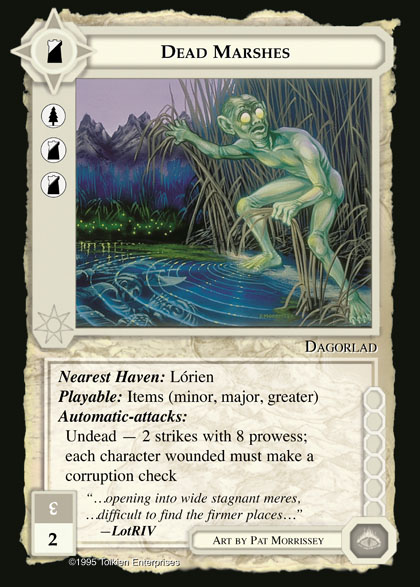 DEAD MARSHES
DAGORLAD
Nearest Haven: Lórien
Playable: Items (minor, major, greater)
Automatic-attacks:
Undead — 2 strikes with 8 prowess;
each character wounded must make a
corruption check
“…opening into wide stagnant meres,
…difficult to find the firmer places…”
—LotRIV
ε
2
ART BY PAT MORRISSEY
©1995 Tolkien Enterprises